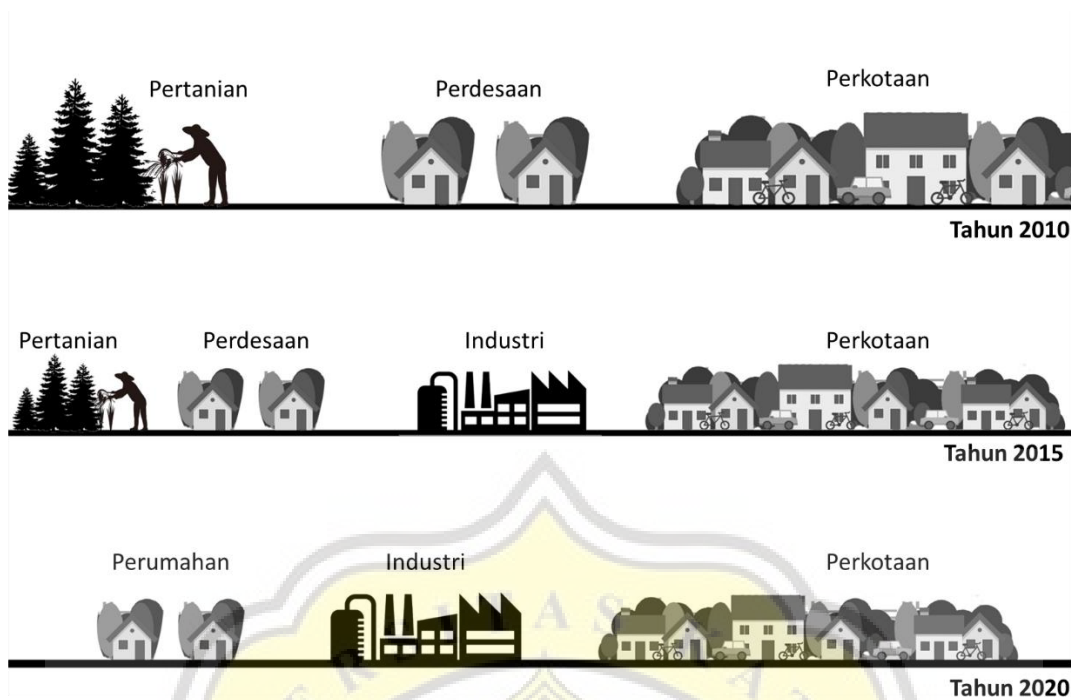 Pertanian
Perdesaan
Perkotaan
Tahun 2010
Pertanian
Perdesaan
Industri
Perkotaan
Tahun 2015
Perumahan
Industri
Perkotaan
Tahun 2020